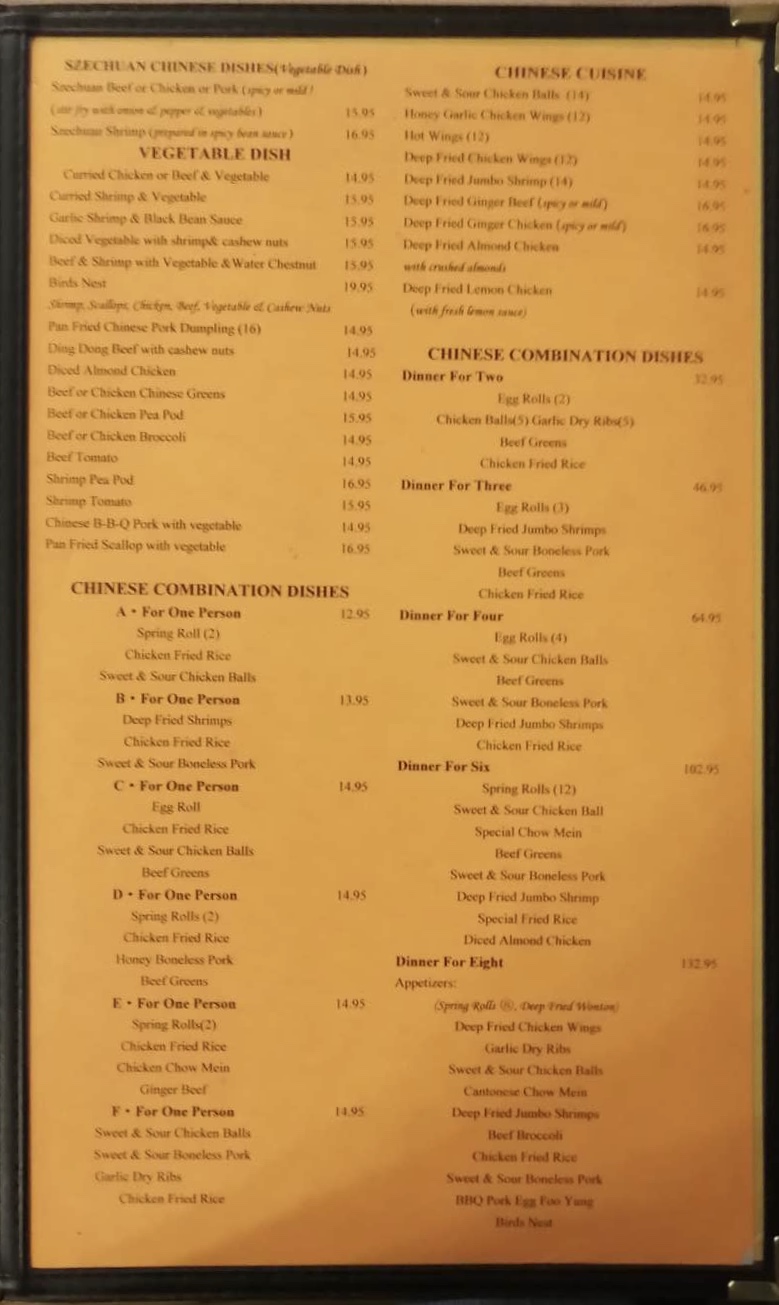 SZECHUAN CHINESE DISHES(Vegetable Dish)
Szechuan Beef or Chicken or Pork (spicy or mild!
(stir fry with onion & pepper & vegetables) 15.95
Szechuan Shrimp (prepared in spicy bean sauce) 16.95
VEGETABLE DISH
Curried Chicken or Beef & Vegetable 14.95
Curried Shrimp & Vegetable 15.95
Garlic Shrimp & Black Bean Sauce 15.95
Diced Vegetable with shrimp& cashew nuts 15.95
Beef & Shrimp with Vegetable &Water Chestnut 15.95
Birds Nest 19.95
Shrimp, Scallops, Chicken, Beef, Vegetable & Cashew Nuts
Pan Fried Chinese Pork Dumpling (16) 14.95
Ding Dong Beef with cashew nuts 14.95
Diced Almond Chicken 14.95
Beef or Chicken Chinese Greens 14.95
Beef or Chicken Pea Pod 15.95
Beef or Chicken Broccoli 14.95
Beef Tomato 14.95
Shrimp Pea Pod 16.95
Shrimp Tomato 15.95
Chinese B-B-Q Pork with vegetable 14.95
Pan Fried Scallop with vegetable 16.95
CHINESE COMBINATION DISHES
A • For One Person 12.95
Spring Roll (2)
Chicken Fried Rice
Sweet & Sour Chicken Balls
B • For One Person 13.95
Deep Fried Shrimps
Chicken Fried Rice
Sweet & Sour Boneless Pork
C • For One Person 14.95
Egg Roll
Chicken Fried Rice
Sweet & Sour Chicken Balls
Beef Greens
D • For One Person 14.95
Spring Rolls (2)
Chicken Fried Rice
Honey Boneless Pork
Beef Greens
E • For One Person 14.95
Spring Rolls(2)
Chicken Fried Rice
Chicken Chow Mein
Ginger Beef
F • For One Person 14.95
Sweet & Sour Chicken Balls
Sweet & Sour Boneless Pork
Garlic Dry Ribs
Chicken Fried Rice
CHINESE CUISINE
Sweet & Sour Chicken Balls (14) 14.95
Honey Garlic Chicken Wings (12) 14.95
Hot Wings (12) 14.95
Deep Fried Chicken Wings (12) 14.95
Deep Fried Jumbo Shrimp (14) 14.95
Deep Fried Ginger Beef (spicy or mild) 16.95
Deep Fried Ginger Chicken (spicy or mild) 16.95
Deep Fried Almond Chicken 14.95
with crushed almonds
Deep Fried Lemon Chicken 14.95
(with fresh lemon sauce)
CHINESE COMBINATION DISHES
Dinner For Two 32.95
Egg Rolls (2)
Chicken Balls(5) Garlic Dry Ribs(5)
Beef Greens
Chicken Fried Rice
Dinner For Three 46.95
Egg Rolls (3)
Deep Fried Jumbo Shrimps
Sweet & Sour Boneless Pork
Beef Greens
Chicken Fried Rice
Dinner For Four 64.95
Egg Rolls (4)
Sweet & Sour Chicken Balls
Beef Greens
Sweet & Sour Boneless Pork
Deep Fried Jumbo Shrimps
Chicken Fried Rice
Dinner For Six 102.95
Spring Rolls (12)
Sweet & Sour Chicken Ball
Special Chow Mein
Beef Greens
Sweet & Sour Boneless Pork
Deep Fried Jumbo Shrimp
Special Fried Rice
Diced Almond Chicken
Dinner For Eight 132.95
Appetizers:
(Spring Rolls, Deep Fried Wonton)
Deep Fried Chicken Wings
Garlic Dry Ribs
Sweet & Sour Chicken Balls
Cantonese Chow Mein
Deep Fried Jumbo Shrimps
Beef Broccoli
Chicken Fried Rice
Sweet & Sour Boneless Pork
BBQ Pork Egg Foo Yung
Birds Nest